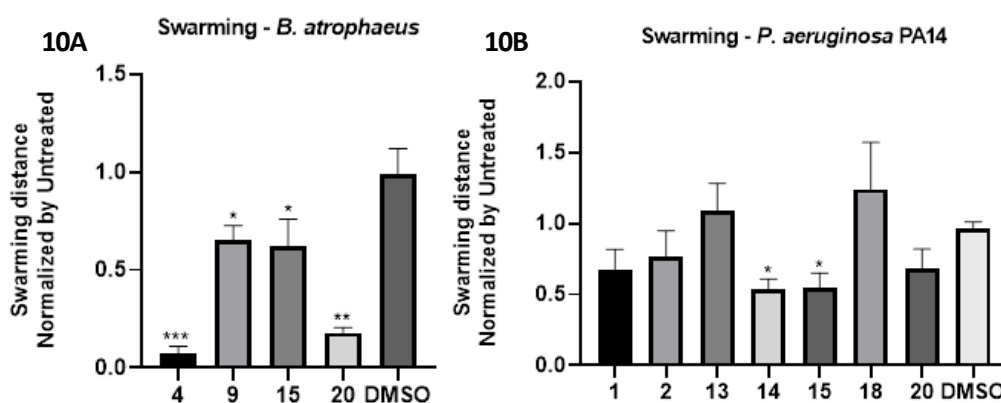 10A
Swarming - B. atrophaeus
Swarming distance
Normalized by Untreated
1.5
1.0
0.5
0.0
***
*
*
**
4 9 15 20 DMSO
10B
Swarming - P. aeruginosa PA14
Swarming distance
Normalized by Untreated
2.0
1.5
1.0
0.5
0.0
*
*
1 2 13 14 15 18 20 DMSO